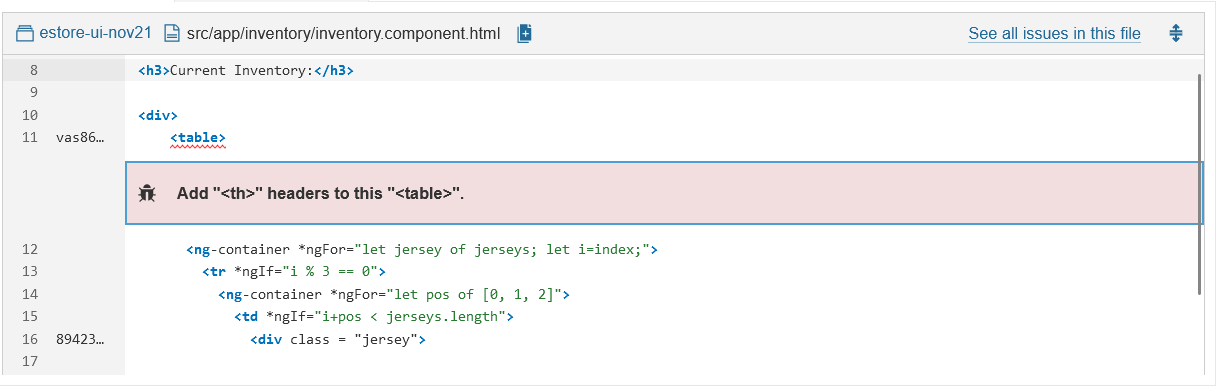 estore-ui-nov21 src/app/inventory/inventory.component.html See all issues in this file
8 <h3>Current Inventory:</h3>
9
10 <div>
11 vas86… <table>
Add "<th>" headers to this "<table>".
12 <ng-container *ngFor="let jersey of jerseys; let i=index;">
13 <tr *ngIf="i % 3 == 0">
14 <ng-container *ngFor="let pos of [0, 1, 2]">
15 <td *ngIf="i+pos < jerseys.length">
16 89423… <div class = "jersey">
17